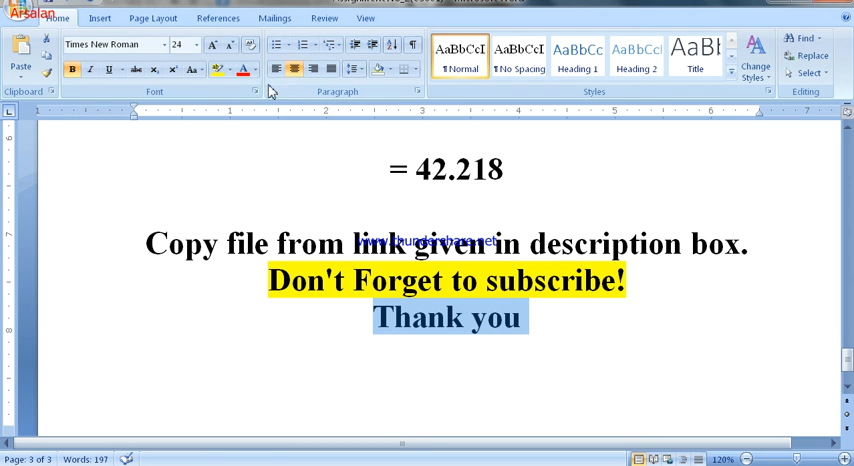 Arsalan
Home Insert Page Layout References Mailings Review View
Paste
Times New Roman 24
AaBbCcI AaBbCcI AaBbCc AaBbCc AaBb
¶ Normal ¶ No Spacing Heading 1 Heading 2 Title
Change Styles
Find
Replace
Select
Clipboard Font Paragraph Styles Editing
= 42.218
Copy file from link given in description box.
www.thundershare.net
Don't Forget to subscribe!
Thank you
Page: 3 of 3 Words: 197 120%